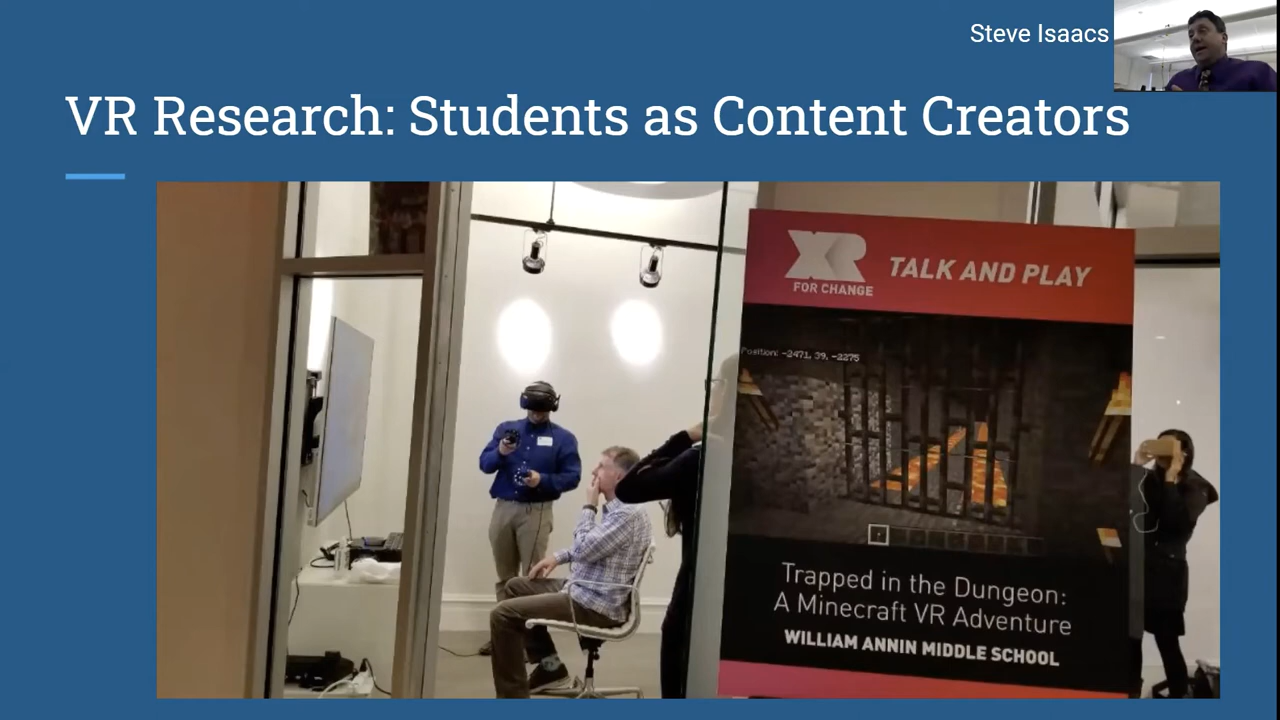 Steve Isaacs
VR Research: Students as Content Creators
XR
FOR CHANGE
TALK AND PLAY
Position: -2471, 39, -2275
Trapped in the Dungeon:
A Minecraft VR Adventure
WILLIAM ANNIN MIDDLE SCHOOL